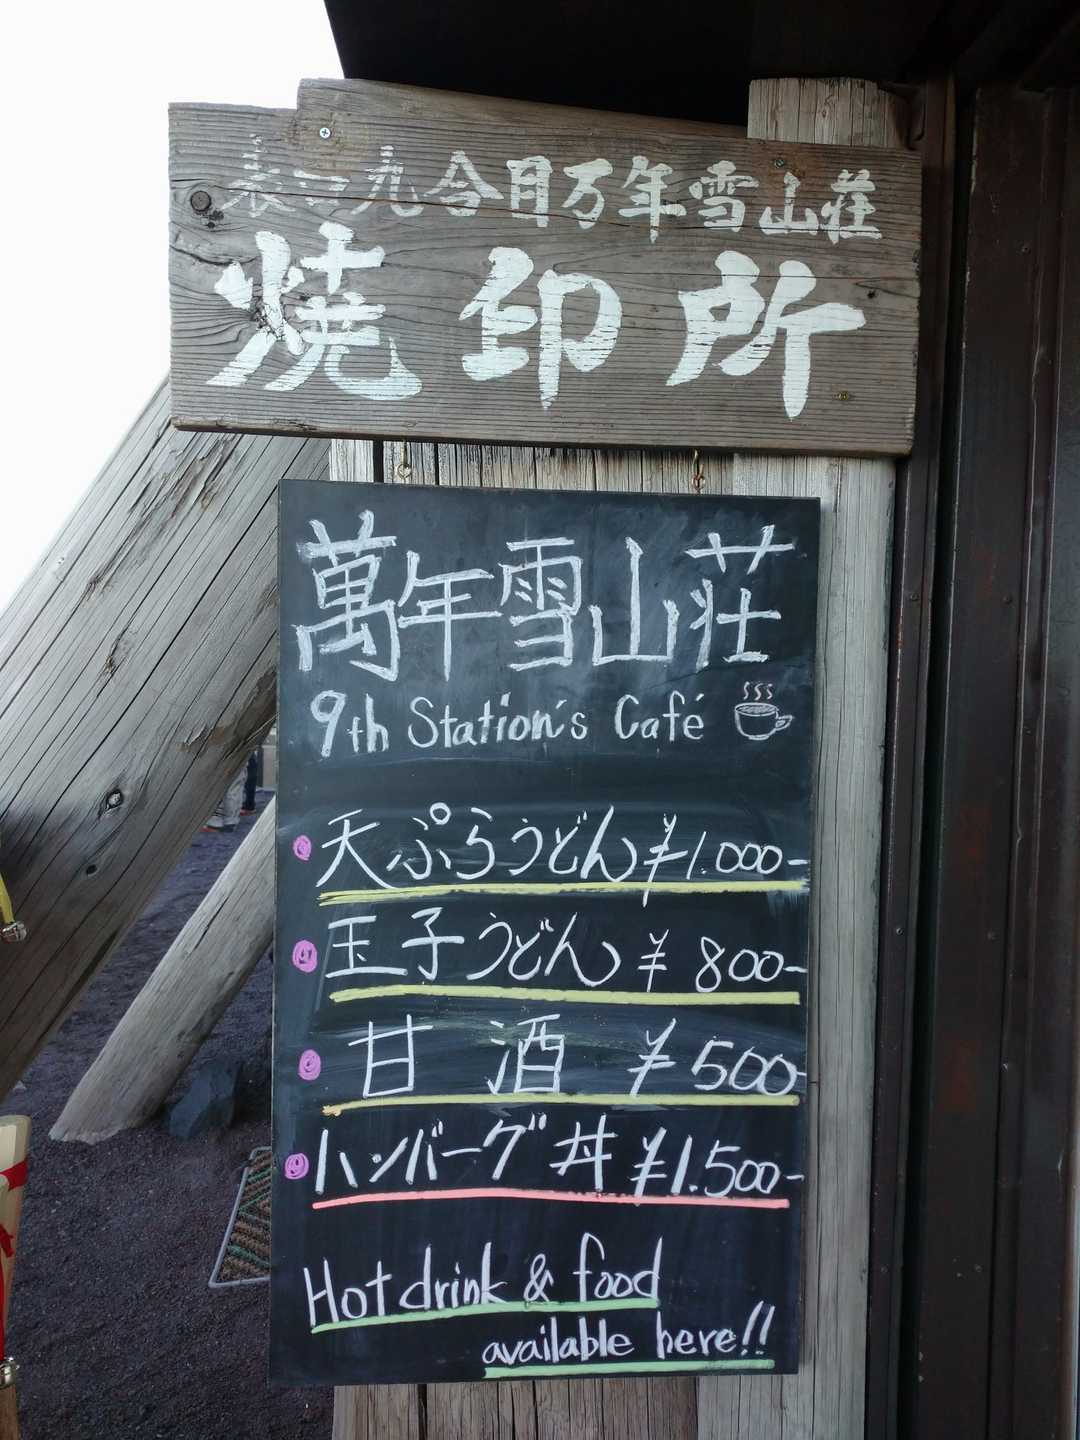 表口九合目万年雪山荘
焼印所
萬年雪山荘
9th Station's Café
天ぷらうどん ¥1.000-
玉子うどん ¥800-
甘酒 ¥500-
ハンバーグ丼 ¥1.500-
Hot drink & food
available here!!